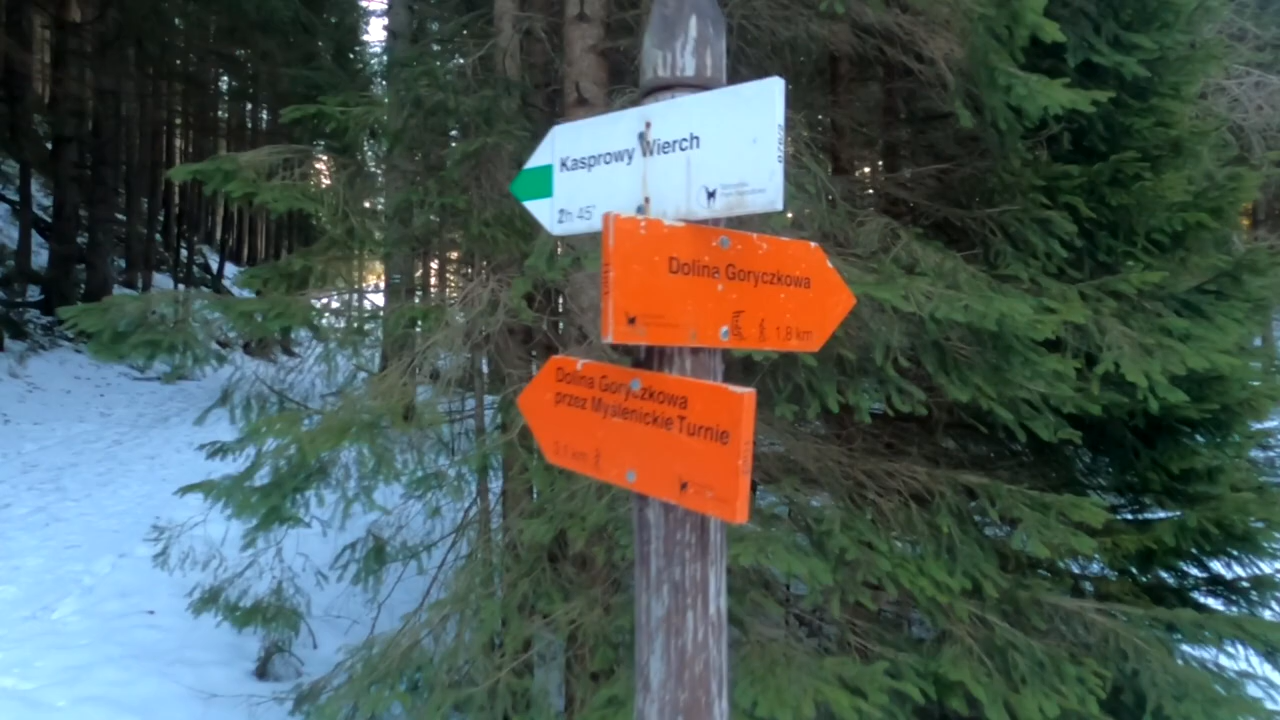 Kasprowy Wierch
2h 45'
Dolina Goryczkowa
1,8 km
Dolina Goryczkowa
przez Myślenickie Turnie